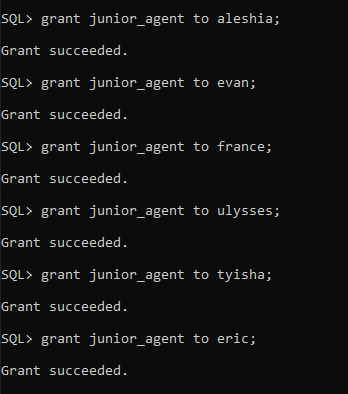 SQL> grant junior_agent to aleshia;
Grant succeeded.
SQL> grant junior_agent to evan;
Grant succeeded.
SQL> grant junior_agent to france;
Grant succeeded.
SQL> grant junior_agent to ulysses;
Grant succeeded.
SQL> grant junior_agent to tyisha;
Grant succeeded.
SQL> grant junior_agent to eric;
Grant succeeded.